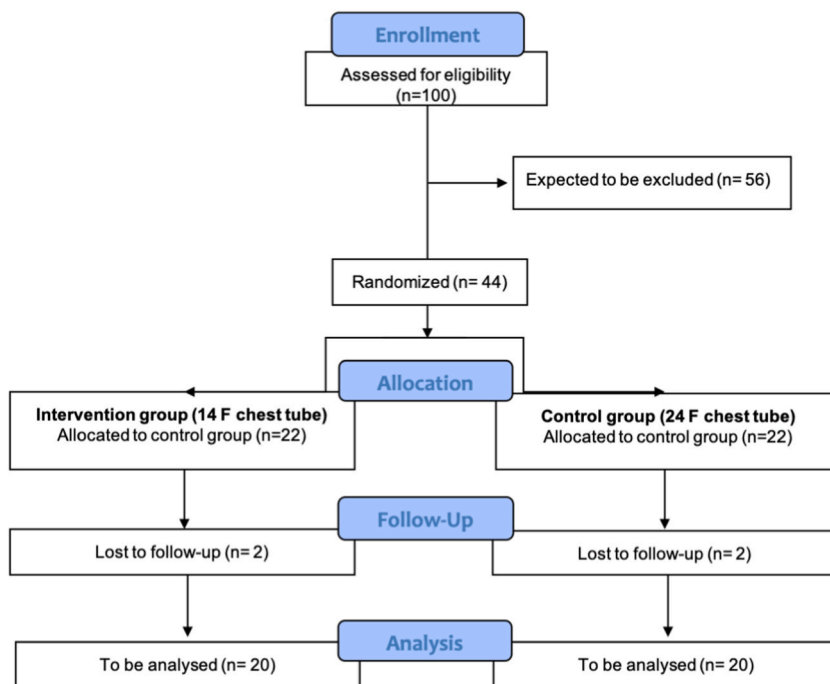 Enrollment
Assessed for eligibility
(n=100)
Expected to be excluded (n= 56)
Randomized (n= 44)
Allocation
Intervention group (14 F chest tube)
Allocated to control group (n=22)
Control group (24 F chest tube)
Allocated to control group (n=22)
Follow-Up
Lost to follow-up (n= 2)
Lost to follow-up (n= 2)
Analysis
To be analysed (n= 20)
To be analysed (n= 20)